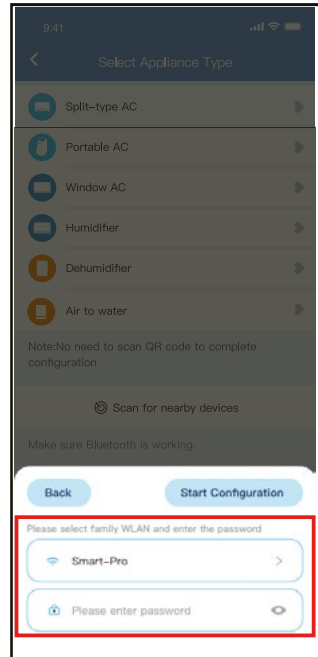 9:41
Select Appliance Type
Split-type AC
Portable AC
Window AC
Humidifier
Dehumidifier
Air to water
Note:No need to scan QR code to complete
configuration
Scan for nearby devices
Make sure Bluetooth is working.
Back
Start Configuration
Please select family WLAN and enter the password
Smart-Pro
Please enter password